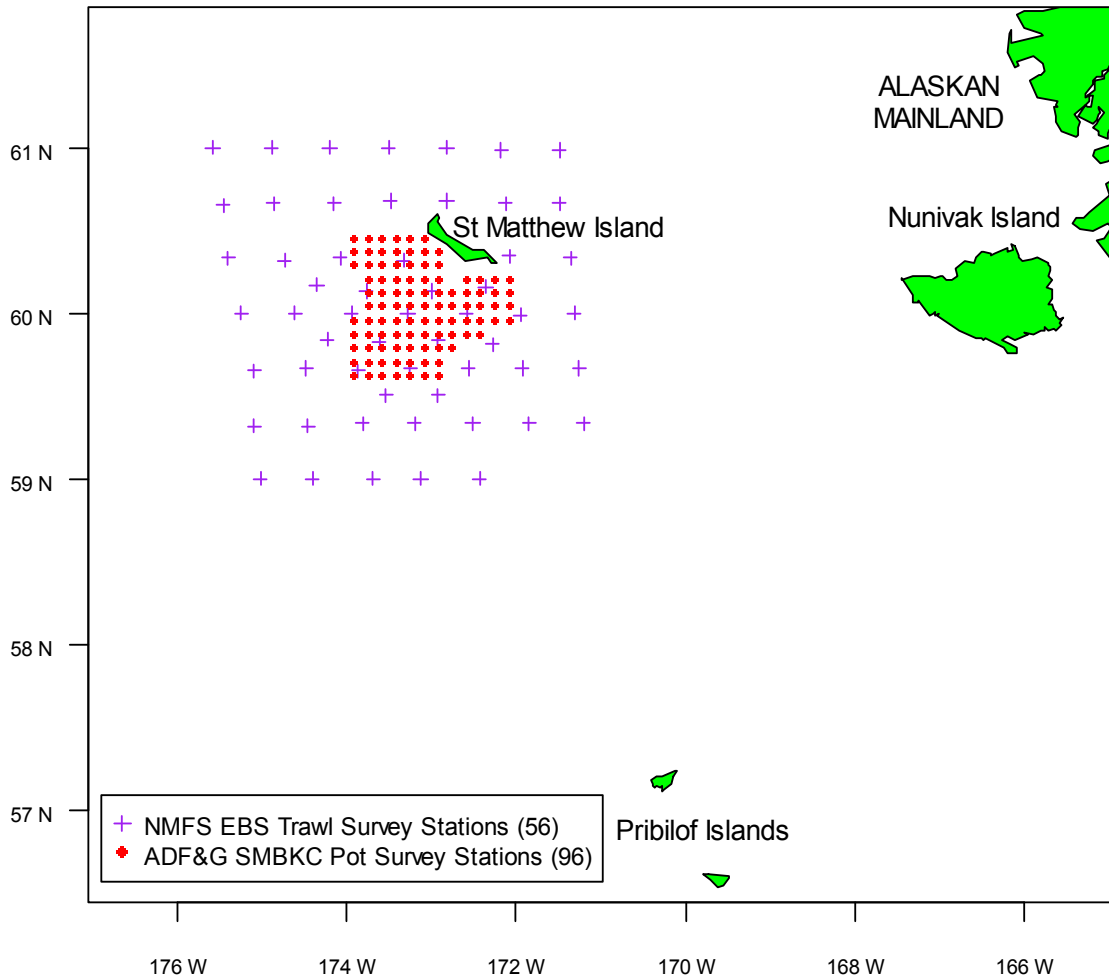 ALASKAN
MAINLAND
61 N
St Matthew Island
Nunivak Island
60 N
59 N
58 N
57 N
NMFS EBS Trawl Survey Stations (56)
ADF&G SMBKC Pot Survey Stations (96)
Pribilof Islands
176 W
174 W
172 W
170 W
168 W
166 W